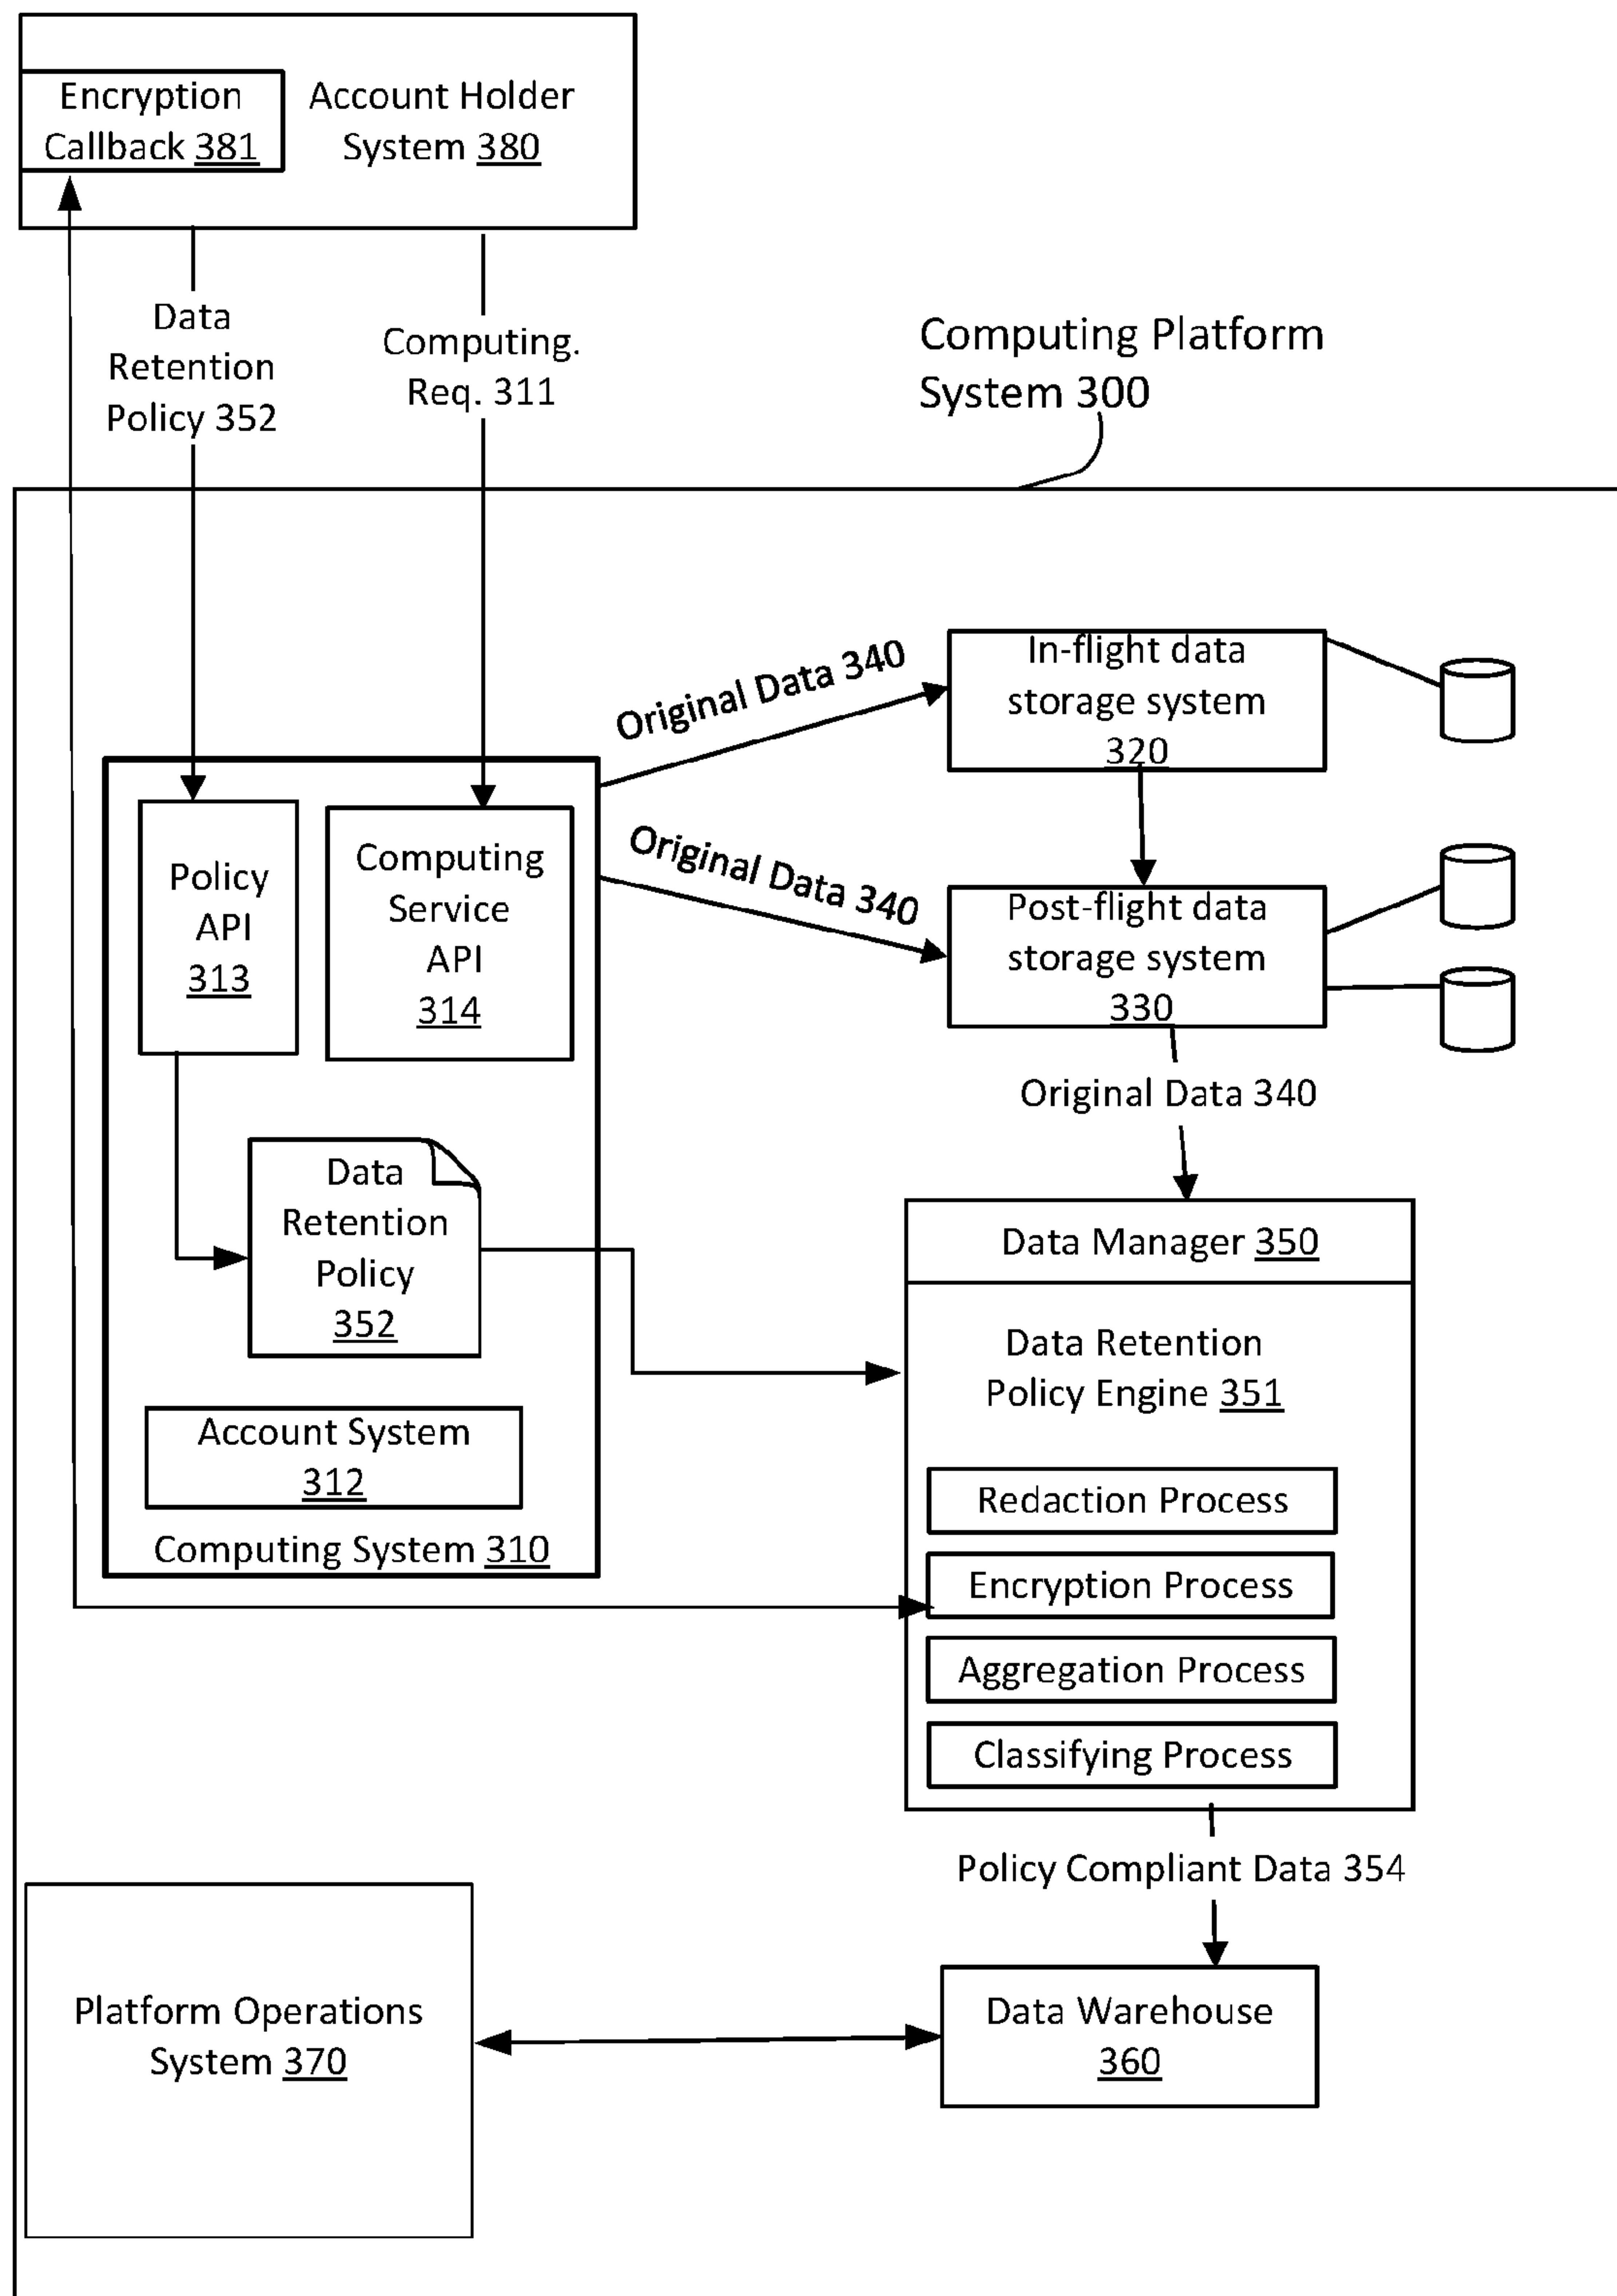 Encryption
Callback 381
Account Holder
System 380
Data
Retention
Policy 352
Computing.
Req. 311
Computing Platform
System 300
Original Data 340
In-flight data
storage system
320
Original Data 340
Post-flight data
storage system
330
Policy
API
313
Computing
Service
API
314
Original Data 340
Data
Retention
Policy
352
Account System
312
Computing System 310
Data Manager 350
Data Retention
Policy Engine 351
Redaction Process
Encryption Process
Aggregation Process
Classifying Process
Policy Compliant Data 354
Platform Operations
System 370
Data Warehouse
360